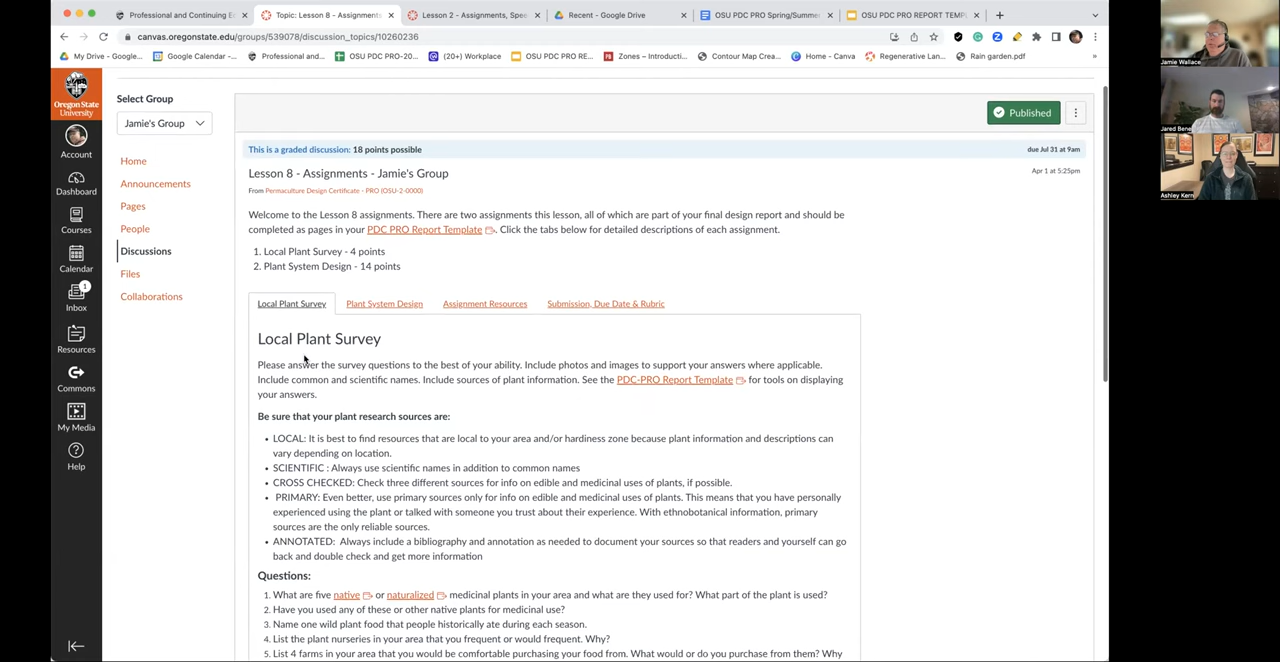 Professional and Continuing E
Topic: Lesson 8 - Assignments
Lesson 2 - Assignments, Spe
Recent - Google Drive
OSU PDC PRO Spring/Summe
OSU PDC PRO REPORT TEMP
canvas.oregonstate.edu/groups/539078/discussion_topics/10260236
My Drive - Google...
Google Calendar -...
Professional and...
OSU PDC PRO-20...
(20+) Workplace
OSU PDC PRO RE...
Zones – Introducti...
Contour Map Crea...
Home - Canva
Regenerative Lan...
Rain garden.pdf
Oregon State
University
Account
Dashboard
Courses
Calendar
1
Inbox
Resources
Commons
My Media
Help
Select Group
Jamie's Group
Home
Announcements
Pages
People
Discussions
Files
Collaborations
Published
This is a graded discussion: 18 points possible
due Jul 31 at 9am
Lesson 8 - Assignments - Jamie's Group
Apr 1 at 5:25pm
From Permaculture Design Certificate - PRO (OSU-2-0000)
Welcome to the Lesson 8 assignments. There are two assignments this lesson, all of which are part of your final design report and should be
completed as pages in your PDC PRO Report Template. Click the tabs below for detailed descriptions of each assignment.
1. Local Plant Survey - 4 points
2. Plant System Design - 14 points
Local Plant Survey
Plant System Design
Assignment Resources
Submission, Due Date & Rubric
Local Plant Survey
Please answer the survey questions to the best of your ability. Include photos and images to support your answers where applicable.
Include common and scientific names. Include sources of plant information. See the PDC-PRO Report Template for tools on displaying
your answers.
Be sure that your plant research sources are:
• LOCAL: It is best to find resources that are local to your area and/or hardiness zone because plant information and descriptions can
vary depending on location.
• SCIENTIFIC : Always use scientific names in addition to common names
• CROSS CHECKED: Check three different sources for info on edible and medicinal uses of plants, if possible.
• PRIMARY: Even better, use primary sources only for info on edible and medicinal uses of plants. This means that you have personally
experienced using the plant or talked with someone you trust about their experience. With ethnobotanical information, primary
sources are the only reliable sources.
• ANNOTATED: Always include a bibliography and annotation as needed to document your sources so that readers and yourself can go
back and double check and get more information
Questions:
1. What are five native or naturalized medicinal plants in your area and what are they used for? What part of the plant is used?
2. Have you used any of these or other native plants for medicinal use?
3. Name one wild plant food that people historically ate during each season.
4. List the plant nurseries in your area that you frequent or would frequent. Why?
5. List 4 farms in your area that you would be comfortable purchasing your food from. What would or do you purchase from them? Why
Jamie Wallace
Jared Bene
Ashley Kern